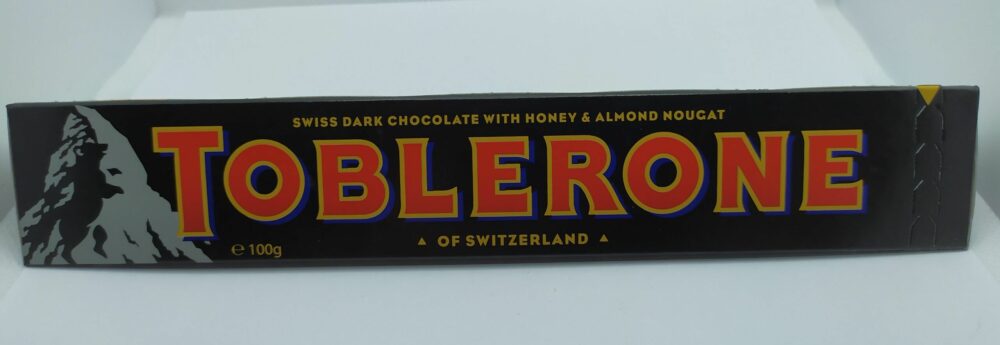 SWISS DARK CHOCOLATE WITH HONEY & ALMOND NOUGAT
TOBLERONE
OF SWITZERLAND
℮ 100g